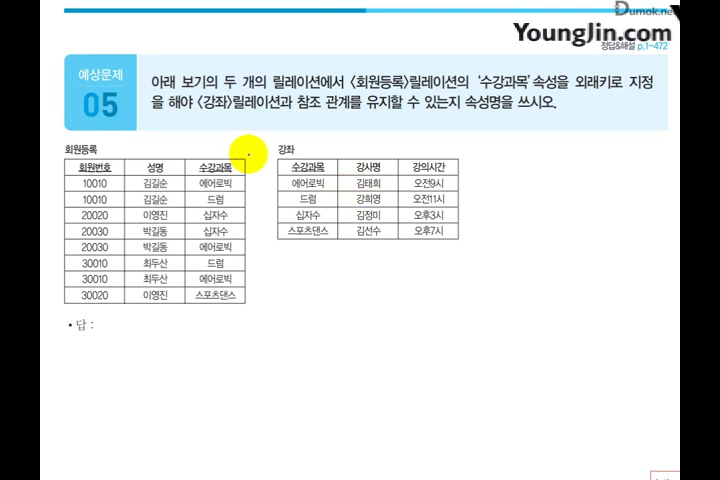 Dumok.ne
YoungJin.com
정답&해설 p.1-472
예상문제
05
아래 보기의 두 개의 릴레이션에서 〈회원등록〉릴레이션의 '수강과목' 속성을 외래키로 지정
을 해야 〈강좌〉릴레이션과 참조 관계를 유지할 수 있는지 속성명을 쓰시오.
회원등록
회원번호 성명 수강과목
10010 김길순 에어로빅
10010 김길순 드럼
20020 이영진 십자수
20030 박길동 십자수
20030 박길동 에어로빅
30010 최두산 드럼
30010 최두산 에어로빅
30020 이영진 스포츠댄스
강좌
수강과목 강사명 강의시간
에어로빅 김태희 오전9시
드럼 강희영 오전11시
십자수 김정미 오후3시
스포츠댄스 김선수 오후7시
• 답 :